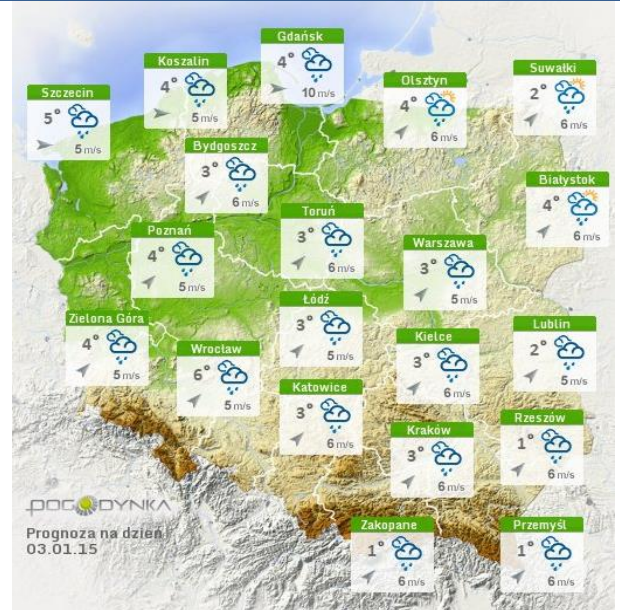 Gdańsk
4°
10 m/s
Koszalin
4°
5 m/s
Suwałki
2°
6 m/s
Olsztyn
4°
6 m/s
Szczecin
5°
5 m/s
Bydgoszcz
3°
6 m/s
Białystok
4°
6 m/s
Toruń
3°
6 m/s
Poznań
4°
5 m/s
Warszawa
3°
5 m/s
Łódź
3°
5 m/s
Zielona Góra
4°
5 m/s
Lublin
2°
5 m/s
Kielce
3°
6 m/s
Wrocław
6°
5 m/s
Katowice
3°
6 m/s
Rzeszów
1°
6 m/s
Kraków
3°
6 m/s
POGODYNKA
Prognoza na dzień
03.01.15
Zakopane
1°
6 m/s
Przemyśl
1°
6 m/s